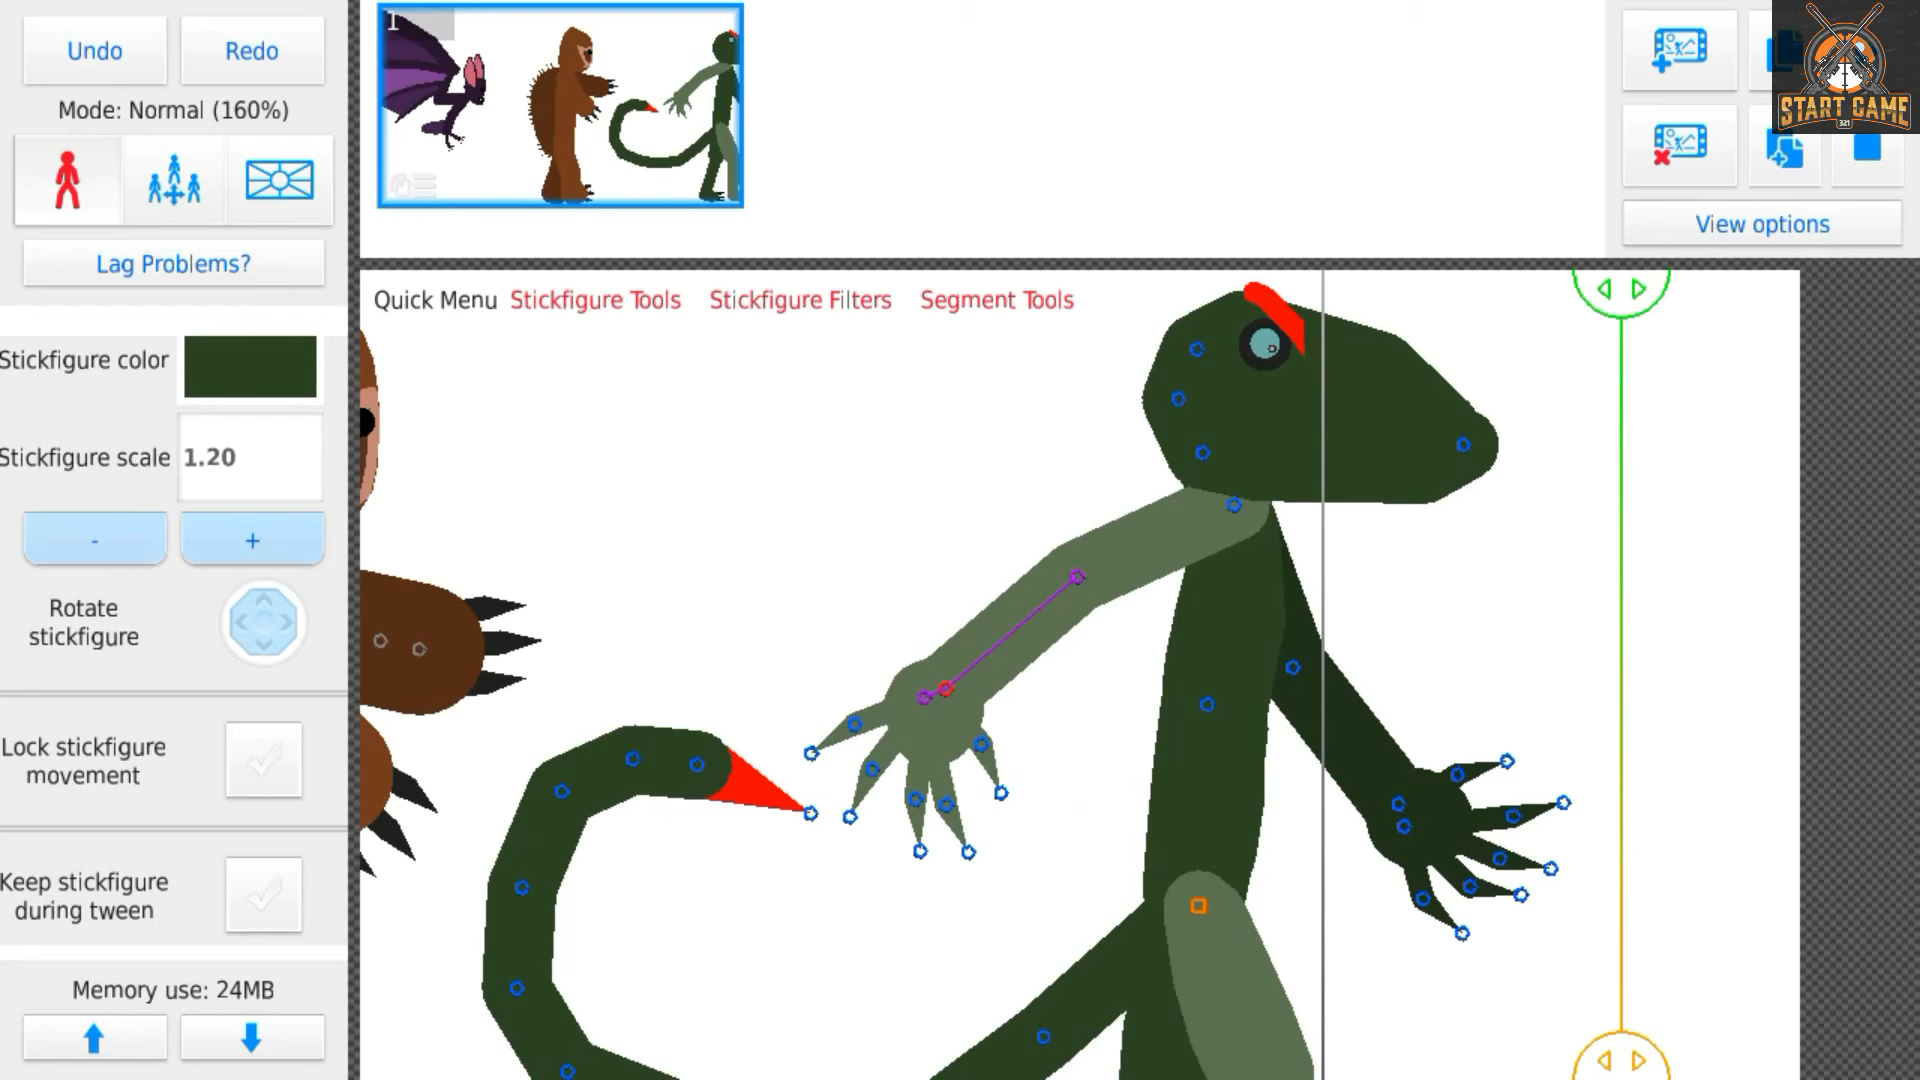 Undo
Redo
Mode: Normal (160%)
Lag Problems?
Stickfigure color
Stickfigure scale 1.20
-
+
Rotate
stickfigure
Lock stickfigure
movement
Keep stickfigure
during tween
Memory use: 24MB
1
Quick Menu Stickfigure Tools Stickfigure Filters Segment Tools
View options
START GAME
321